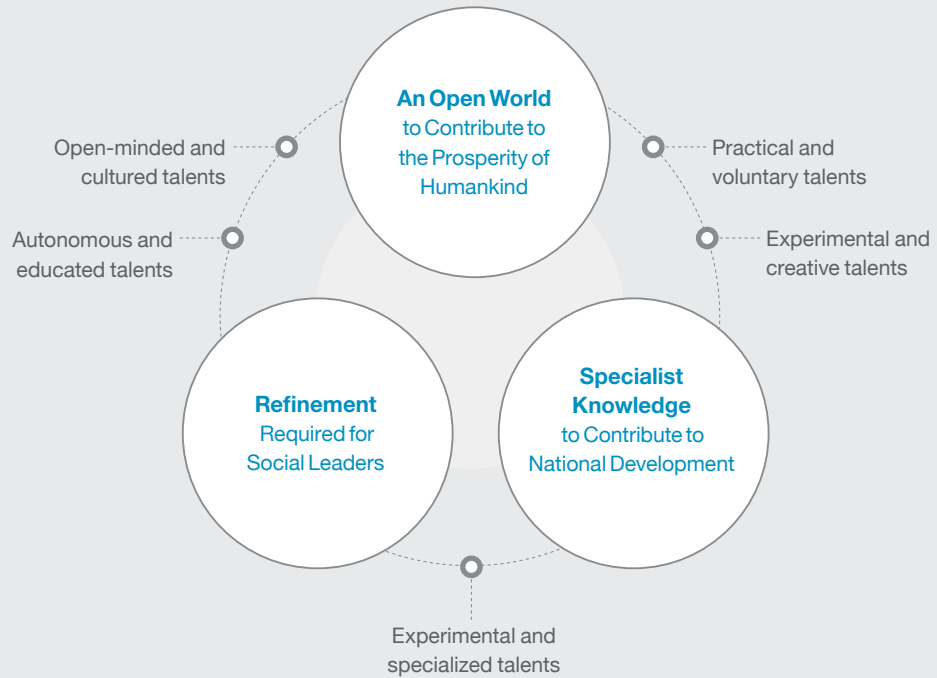 An Open World
to Contribute to
the Prosperity of
Humankind
Open-minded and
cultured talents
Practical and
voluntary talents
Autonomous and
educated talents
Experimental and
creative talents
Refinement
Required for
Social Leaders
Specialist
Knowledge
to Contribute to
National Development
Experimental and
specialized talents